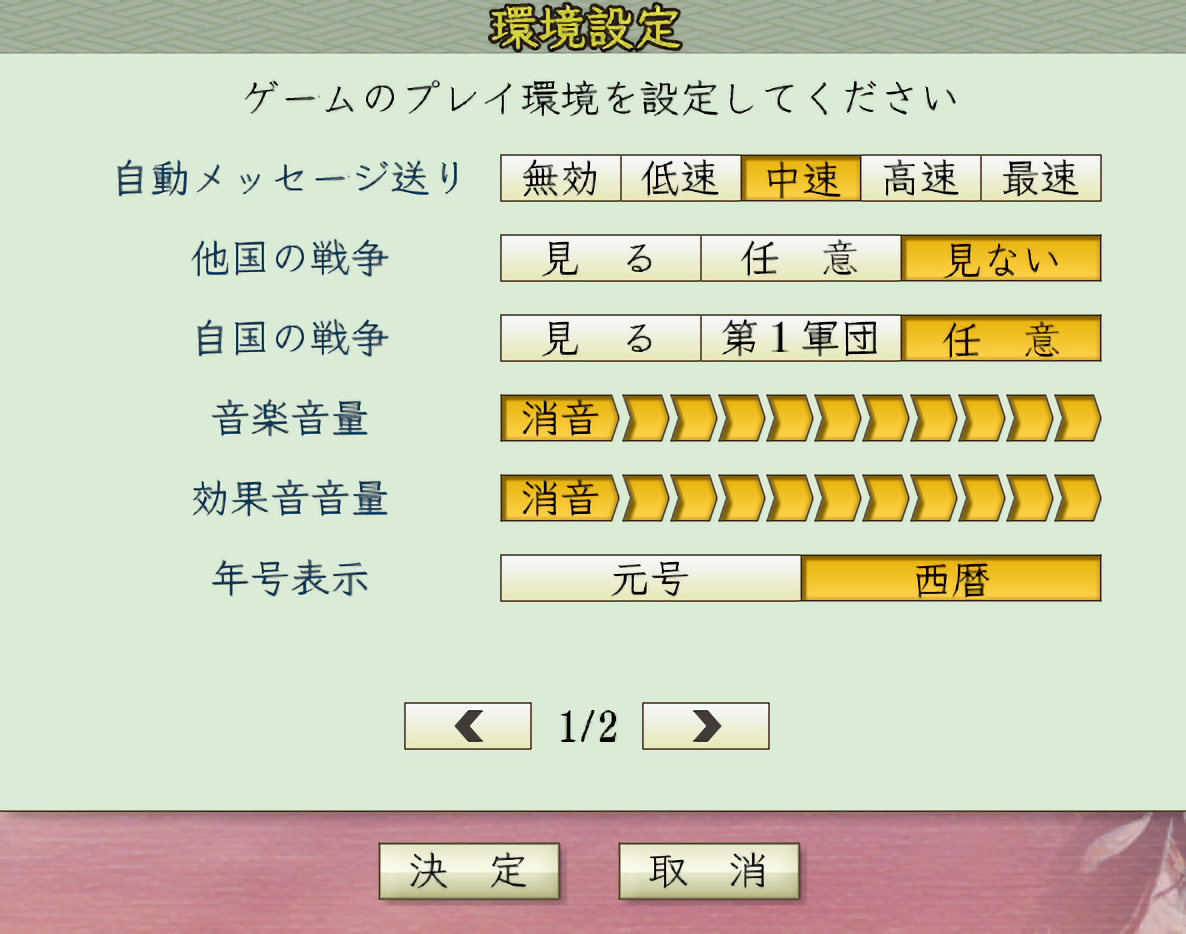 環境設定
ゲームのプレイ環境を設定してください
自動メッセージ送り 無効 低速 中速 高速 最速
他国の戦争 見る 任意 見ない
自国の戦争 見る 第1軍団 任意
音楽音量 消音
効果音音量 消音
年号表示 元号 西暦
1/2
決定 取消